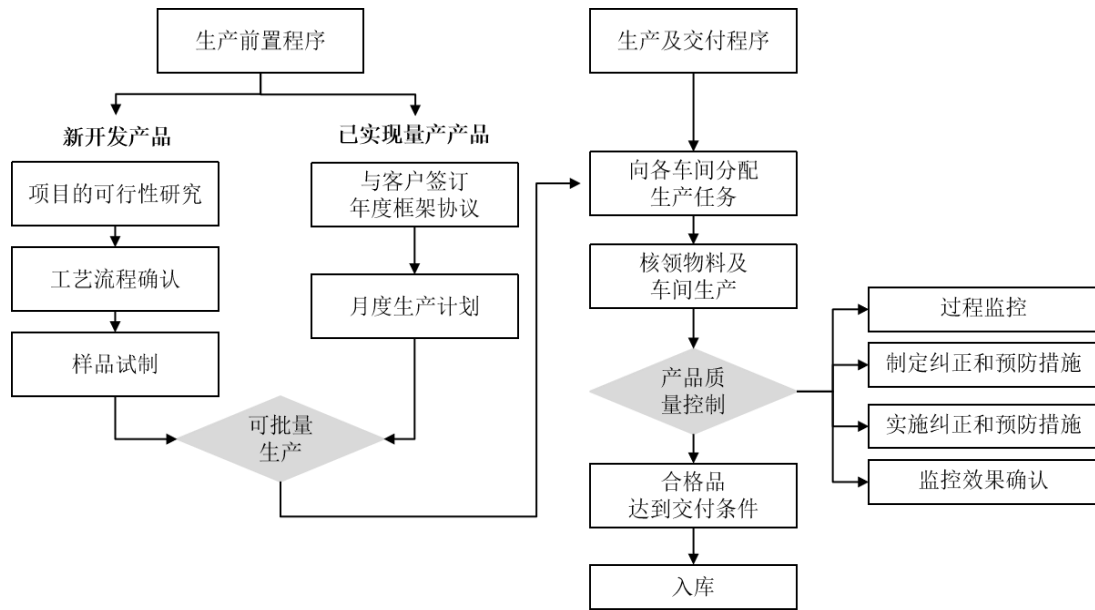 生产前置程序
新开发产品
项目的可行性研究
工艺流程确认
样品试制
已实现量产产品
与客户签订
年度框架协议
月度生产计划
可批量
生产
生产及交付程序
向各车间分配
生产任务
核领物料及
车间生产
产品质
量控制
过程监控
制定纠正和预防措施
实施纠正和预防措施
监控效果确认
合格品
达到交付条件
入库